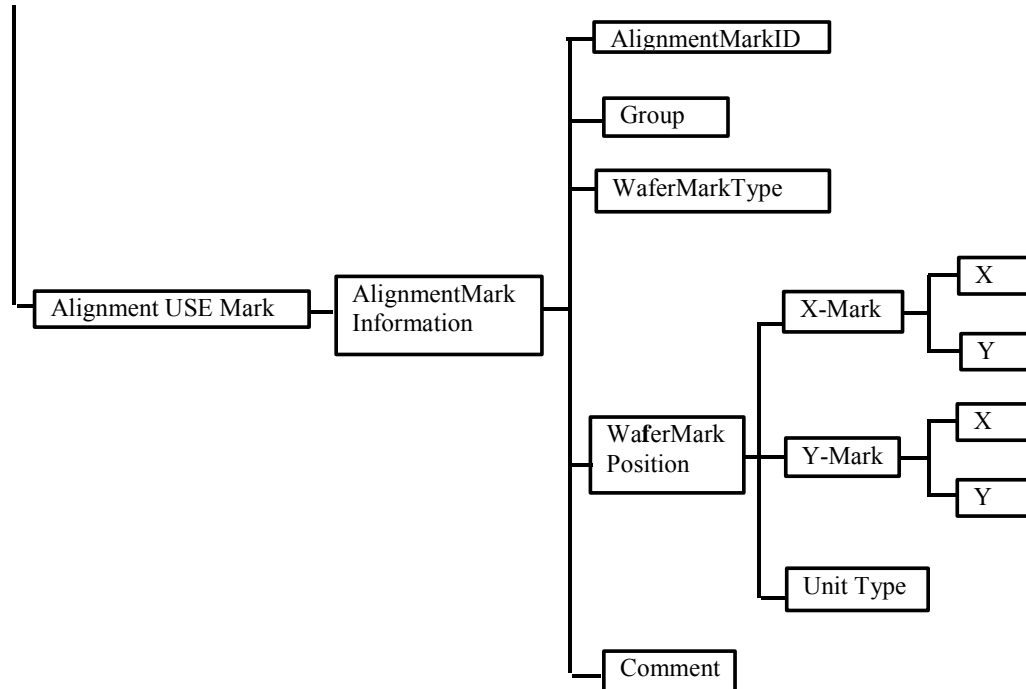 AlignmentMarkID
Group
WaferMarkType
Alignment USE Mark
AlignmentMark
Information
X-Mark
X
Y
WaferMark
Position
Y-Mark
X
Y
Unit Type
Comment